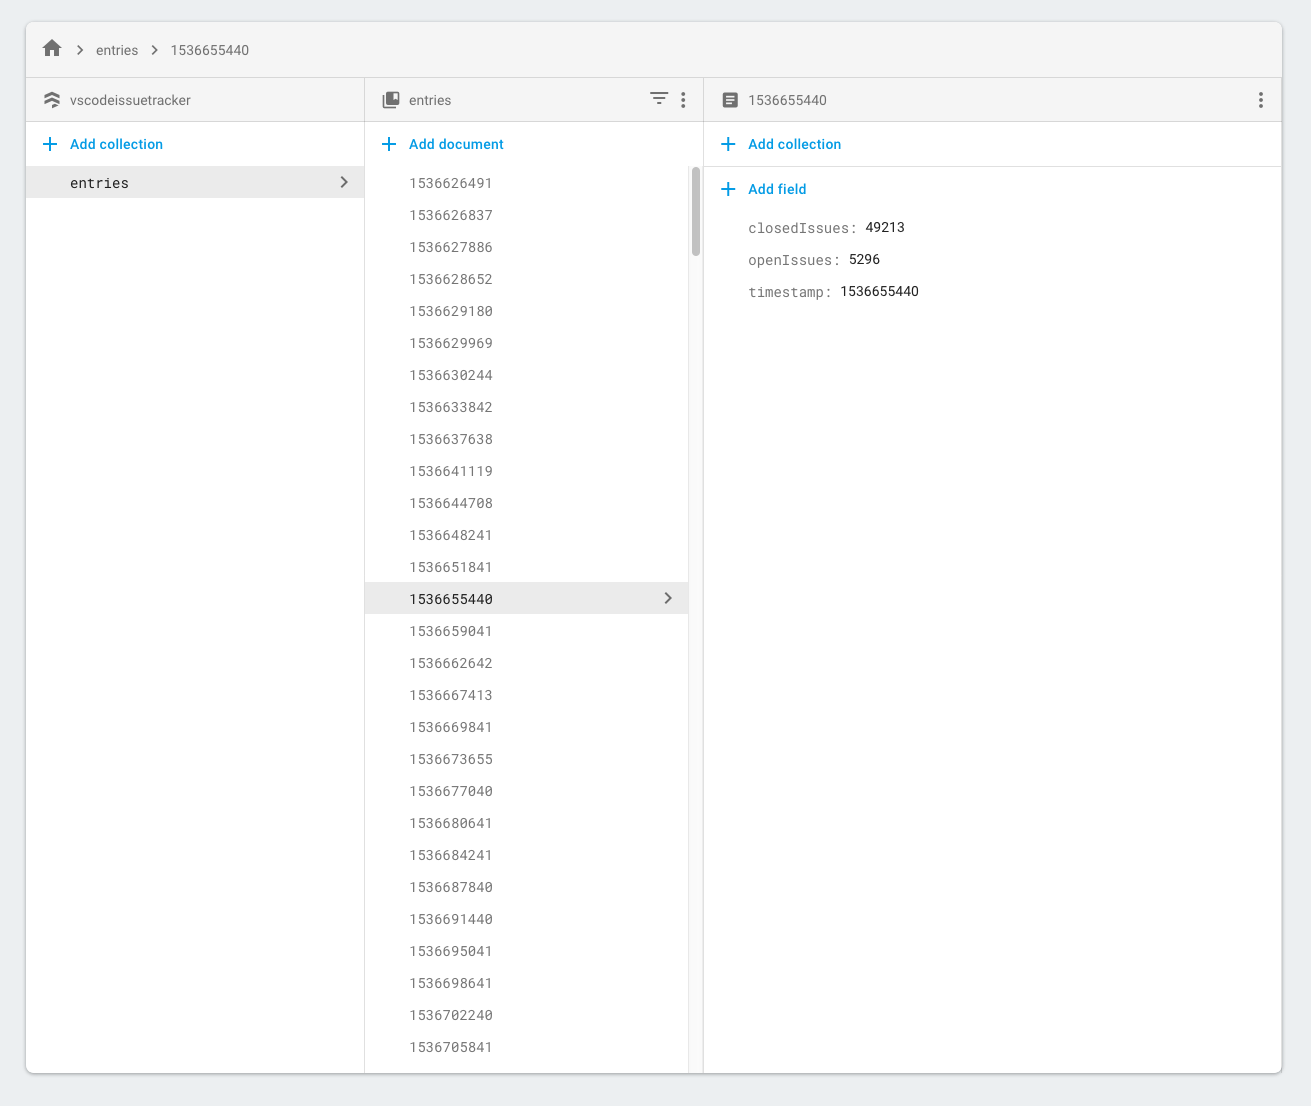 entries 1536655440
vscodeissuetracker
Add collection
entries
entries
Add document
1536626491
1536626837
1536627886
1536628652
1536629180
1536629969
1536630244
1536633842
1536637638
1536641119
1536644708
1536648241
1536651841
1536655440
1536659041
1536662642
1536667413
1536669841
1536673655
1536677040
1536680641
1536684241
1536687840
1536691440
1536695041
1536698641
1536702240
1536705841
1536655440
Add collection
Add field
closedIssues: 49213
openIssues: 5296
timestamp: 1536655440